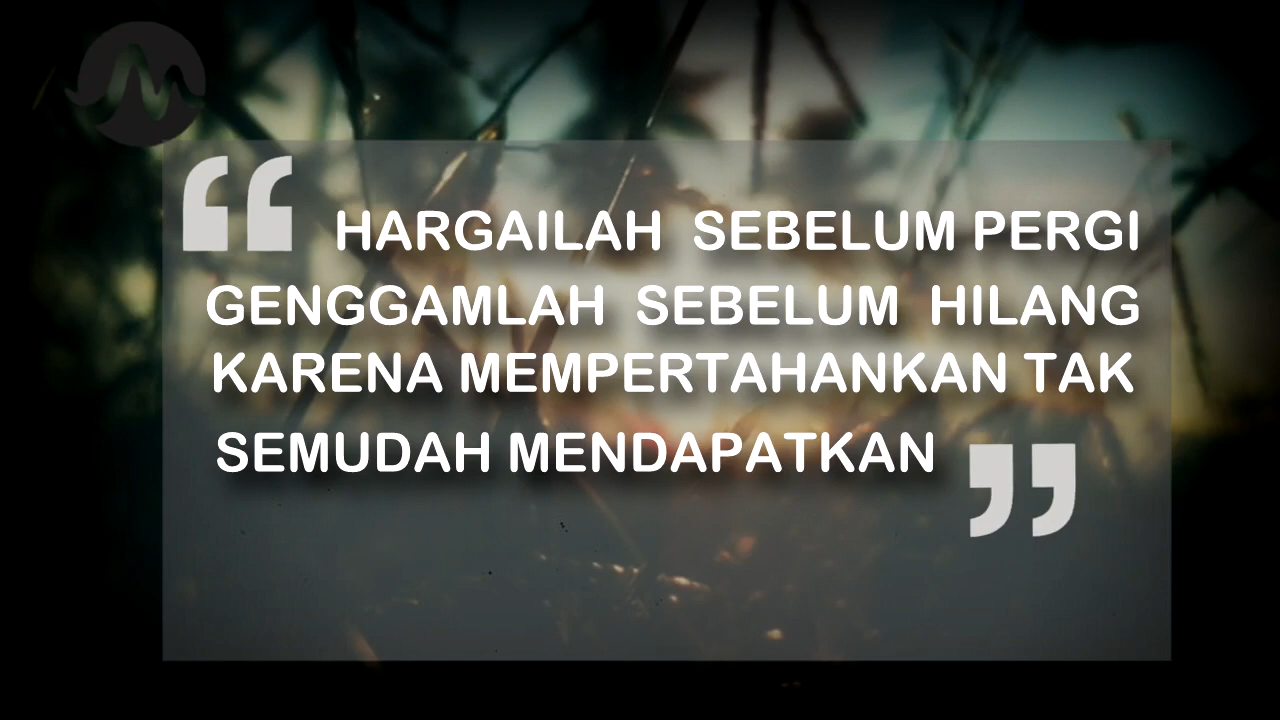 “ HARGAILAH SEBELUM PERGI
GENGGAMLAH SEBELUM HILANG
KARENA MEMPERTAHANKAN TAK
SEMUDAH MENDAPATKAN ”